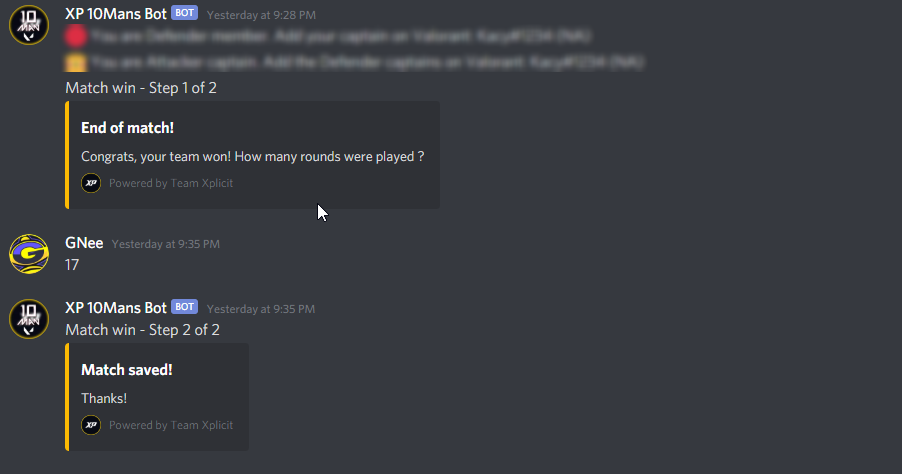 XP 10Mans Bot BOT Yesterday at 9:28 PM
You are Defender member. Add your captain on Valorant: Kacy#1234 (NA)
You are Attacker captain. Add the Defender captains on Valorant: Kacy#1234 (NA)
Match win - Step 1 of 2
End of match!
Congrats, your team won! How many rounds were played ?
XP Powered by Team Xplicit
GNee Yesterday at 9:35 PM
17
XP 10Mans Bot BOT Yesterday at 9:35 PM
Match win - Step 2 of 2
Match saved!
Thanks!
XP Powered by Team Xplicit